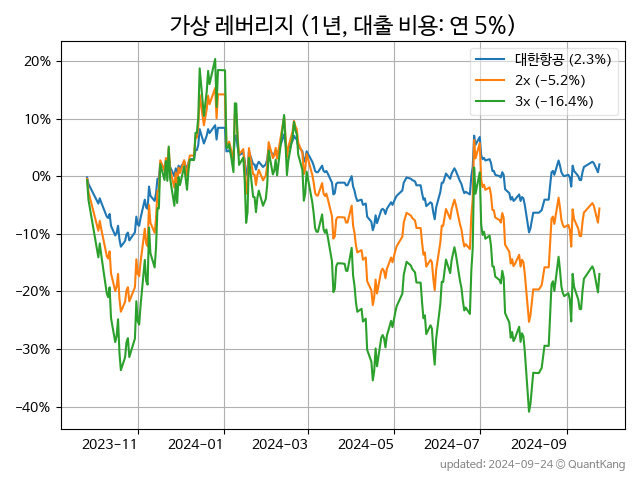 가상 레버리지 (1년, 대출 비용: 연 5%)
대한항공 (2.3%)
2x (−5.2%)
3x (−16.4%)
20%
10%
0%
−10%
−20%
−30%
−40%
2023-11
2024-01
2024-03
2024-05
2024-07
2024-09
updated: 2024-09-24 © QuantKang